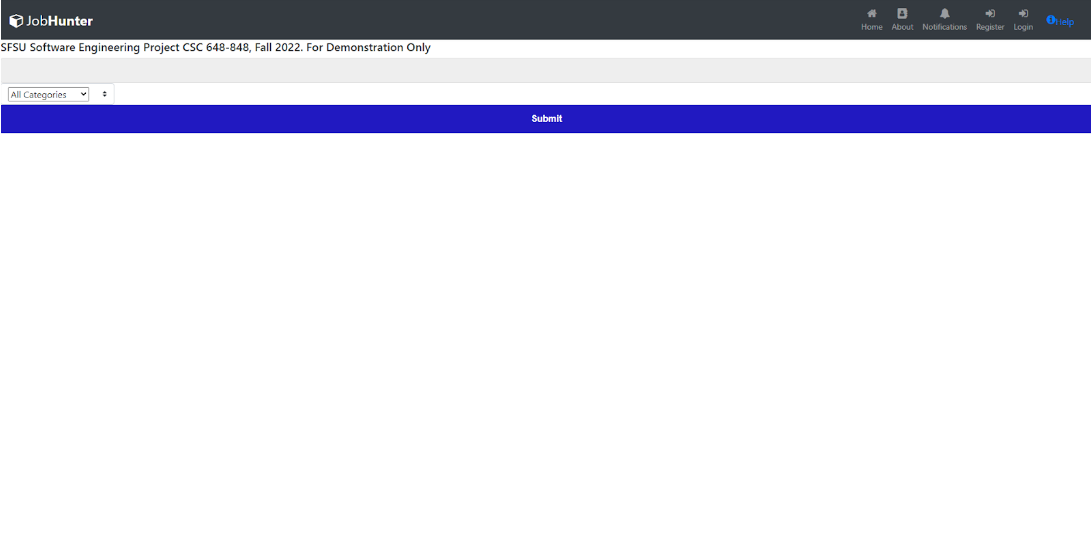 JobHunter
Home About Notifications Register Login Help
SFSU Software Engineering Project CSC 648-848, Fall 2022. For Demonstration Only
All Categories
Submit